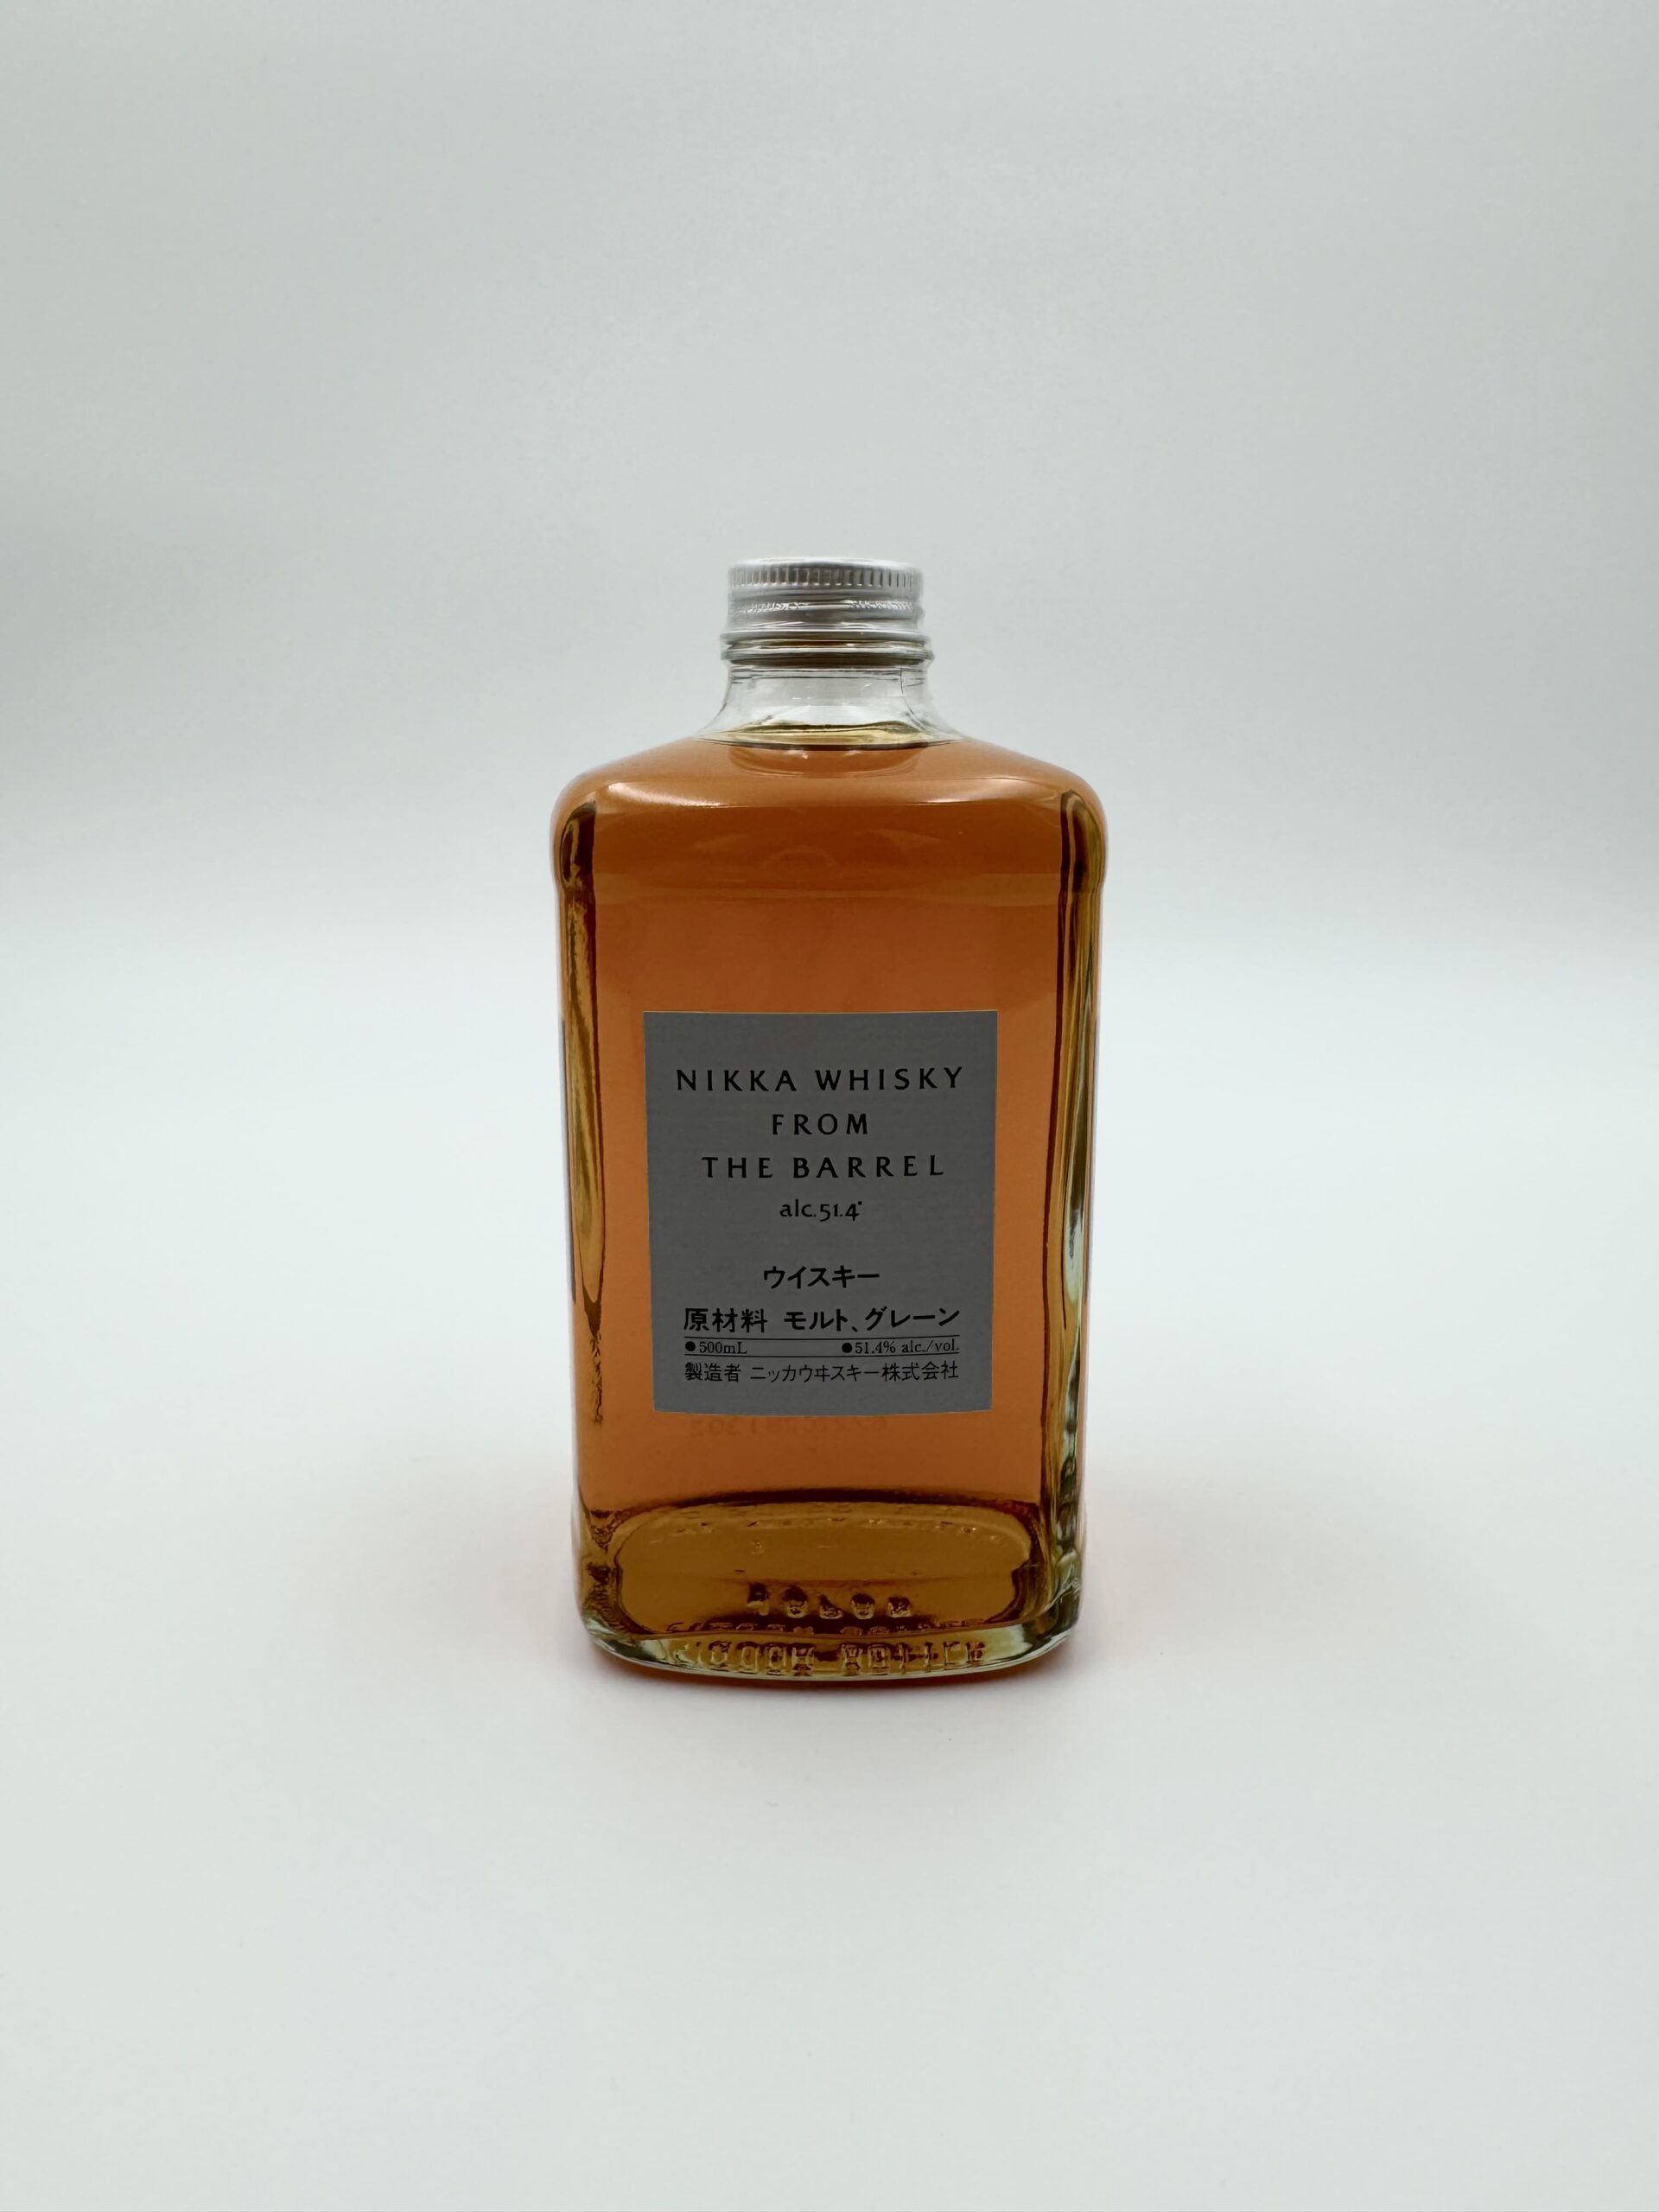 NIKKA WHISKY
FROM
THE BARREL
alc.51.4°
ウイスキー
原材料 モルト、グレーン
●500mL ●51.4% alc./vol.
製造者 ニッカウヰスキー株式会社